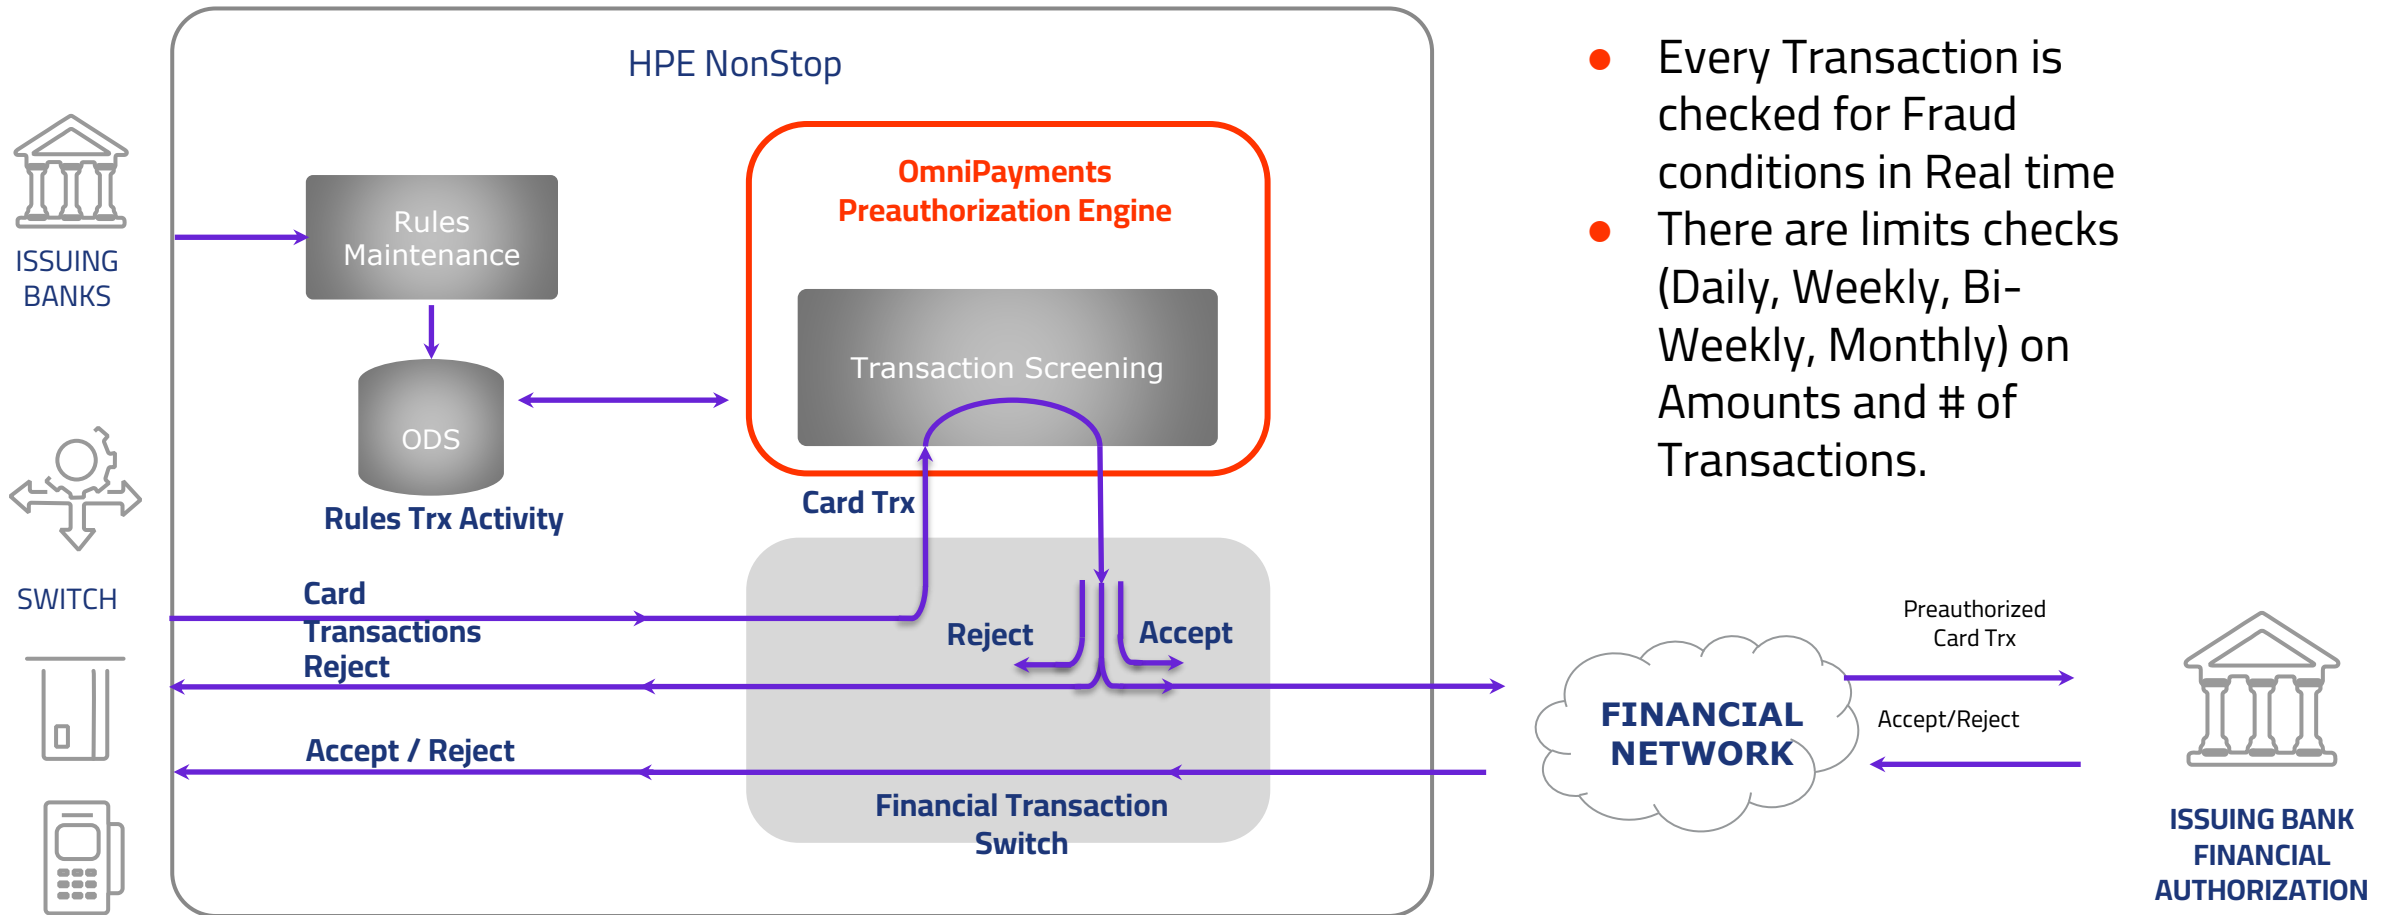 HPE NonStop
ISSUING
BANKS
Rules
Maintenance
ODS
Rules Trx Activity
OmniPayments
Preauthorization Engine
Transaction Screening
Card Trx
SWITCH
Card
Transactions
Reject
Accept / Reject
Reject
Accept
Financial Transaction
Switch
● Every Transaction is
checked for Fraud
conditions in Real time
● There are limits checks
(Daily, Weekly, Bi-
Weekly, Monthly) on
Amounts and # of
Transactions.
FINANCIAL
NETWORK
Preauthorized
Card Trx
Accept/Reject
ISSUING BANK
FINANCIAL
AUTHORIZATION